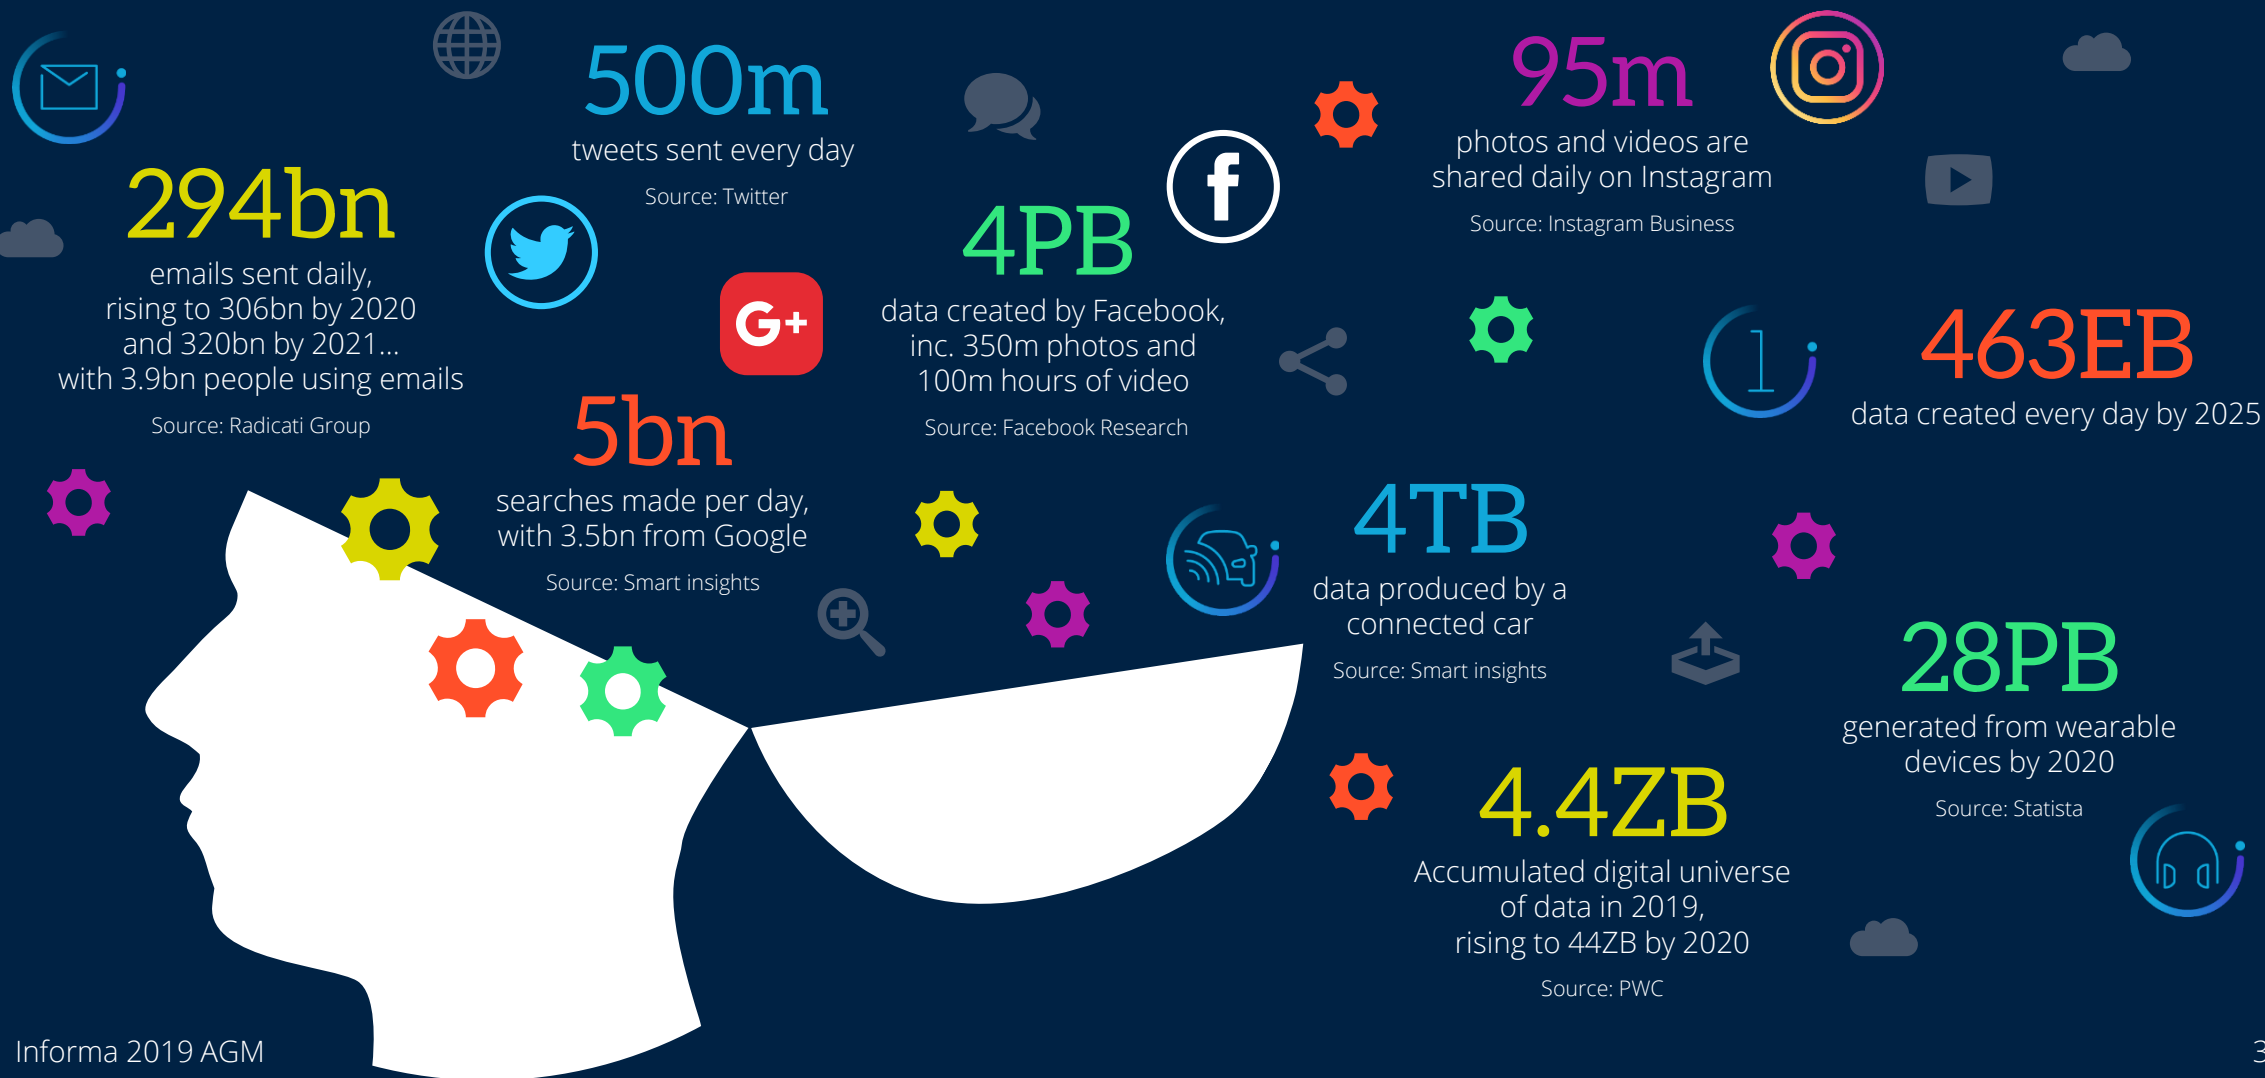 294bn
emails sent daily,
rising to 306bn by 2020
and 320bn by 2021...
with 3.9bn people using emails
Source: Radicati Group
500m
tweets sent every day
Source: Twitter
G+
5bn
searches made per day,
with 3.5bn from Google
Source: Smart insights
4PB
data created by Facebook,
inc. 350m photos and
100m hours of video
Source: Facebook Research
f
95m
photos and videos are
shared daily on Instagram
Source: Instagram Business
1
463EB
data created every day by 2025
4TB
data produced by a
connected car
Source: Smart insights
28PB
generated from wearable
devices by 2020
Source: Statista
4.4ZB
Accumulated digital universe
of data in 2019,
rising to 44ZB by 2020
Source: PWC
Informa 2019 AGM
3